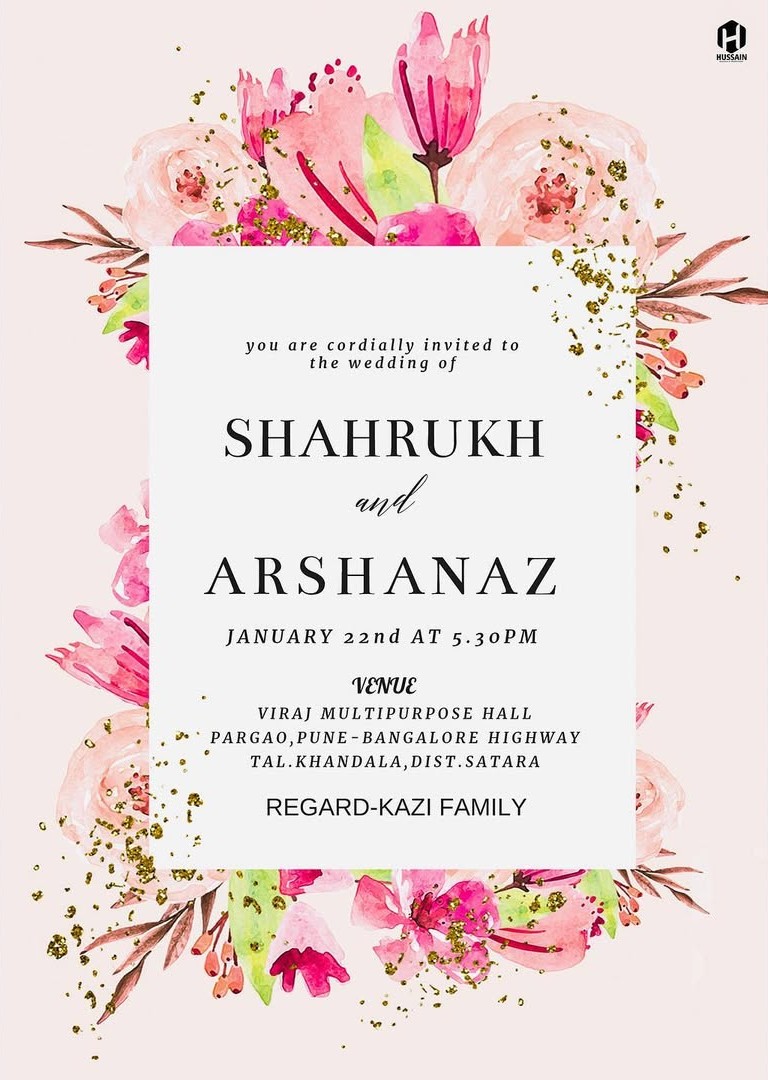 HUSSAIN
you are cordially invited to
the wedding of
SHAHRUKH
and
ARSHANAZ
JANUARY 22nd AT 5.30PM
VENUE
VIRAJ MULTIPURPOSE HALL
PARGAO,PUNE-BANGALORE HIGHWAY
TAL.KHANDALA,DIST.SATARA
REGARD-KAZI FAMILY